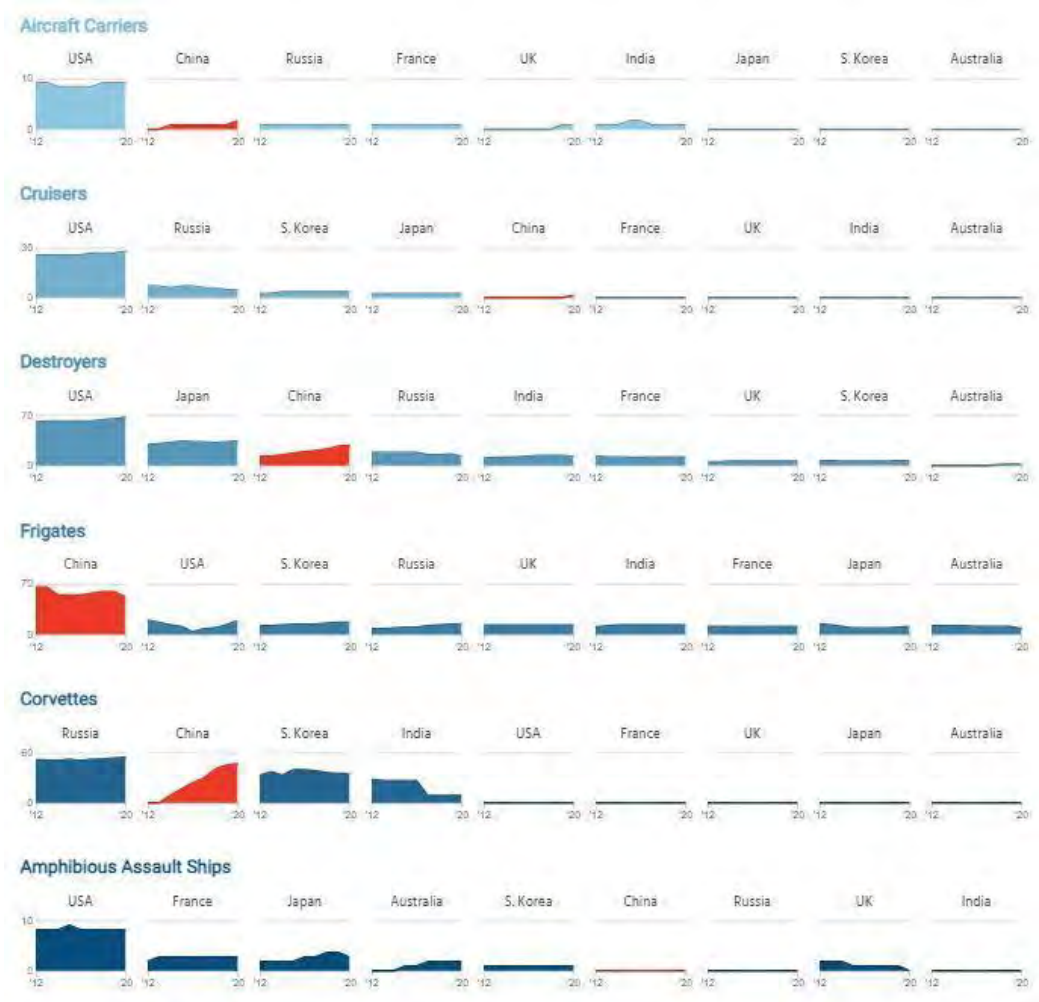 Aircraft Carriers
USA China Russia France UK India Japan S. Korea Australia
10
0
'12 '20 '12 '20 '12 '20 '12 '20 '12 '20 '12 '20 '12 '20 '12 '20 '12 '20
Cruisers
USA Russia S. Korea Japan China France UK India Australia
30
0
'12 '20 '12 '20 '12 '20 '12 '20 '12 '20 '12 '20 '12 '20 '12 '20 '12 '20
Destroyers
USA Japan China Russia India France UK S. Korea Australia
70
0
'12 '20 '12 '20 '12 '20 '12 '20 '12 '20 '12 '20 '12 '20 '12 '20 '12 '20
Frigates
China USA S. Korea Russia UK India France Japan Australia
70
0
'12 '20 '12 '20 '12 '20 '12 '20 '12 '20 '12 '20 '12 '20 '12 '20 '12 '20
Corvettes
Russia China S. Korea India USA France UK Japan Australia
60
0
'12 '20 '12 '20 '12 '20 '12 '20 '12 '20 '12 '20 '12 '20 '12 '20 '12 '20
Amphibious Assault Ships
USA France Japan Australia S. Korea China Russia UK India
10
0
'12 '20 '12 '20 '12 '20 '12 '20 '12 '20 '12 '20 '12 '20 '12 '20 '12 '20